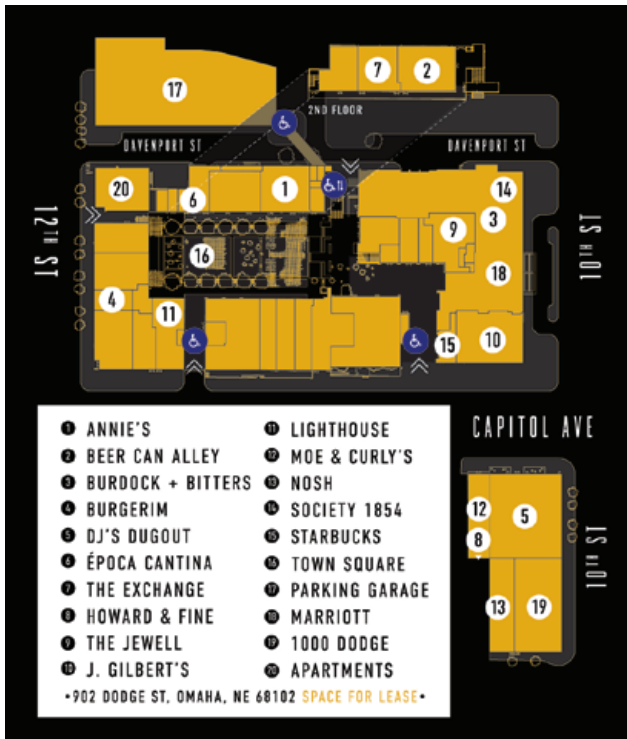 17
7
2
2ND FLOOR
DAVENPORT ST
DAVENPORT ST
20
6
1
14
3
12TH ST
16
9
10TH ST
18
4
11
15
10
CAPITOL AVE
12
5
8
10TH ST
13
19
1 ANNIE'S
2 BEER CAN ALLEY
3 BURDOCK + BITTERS
4 BURGERIM
5 DJ'S DUGOUT
6 ÉPOCA CANTINA
7 THE EXCHANGE
8 HOWARD & FINE
9 THE JEWELL
10 J. GILBERT'S
11 LIGHTHOUSE
12 MOE & CURLY'S
13 NOSH
14 SOCIETY 1854
15 STARBUCKS
16 TOWN SQUARE
17 PARKING GARAGE
18 MARRIOTT
19 1000 DODGE
20 APARTMENTS
•902 DODGE ST, OMAHA, NE 68102 SPACE FOR LEASE•